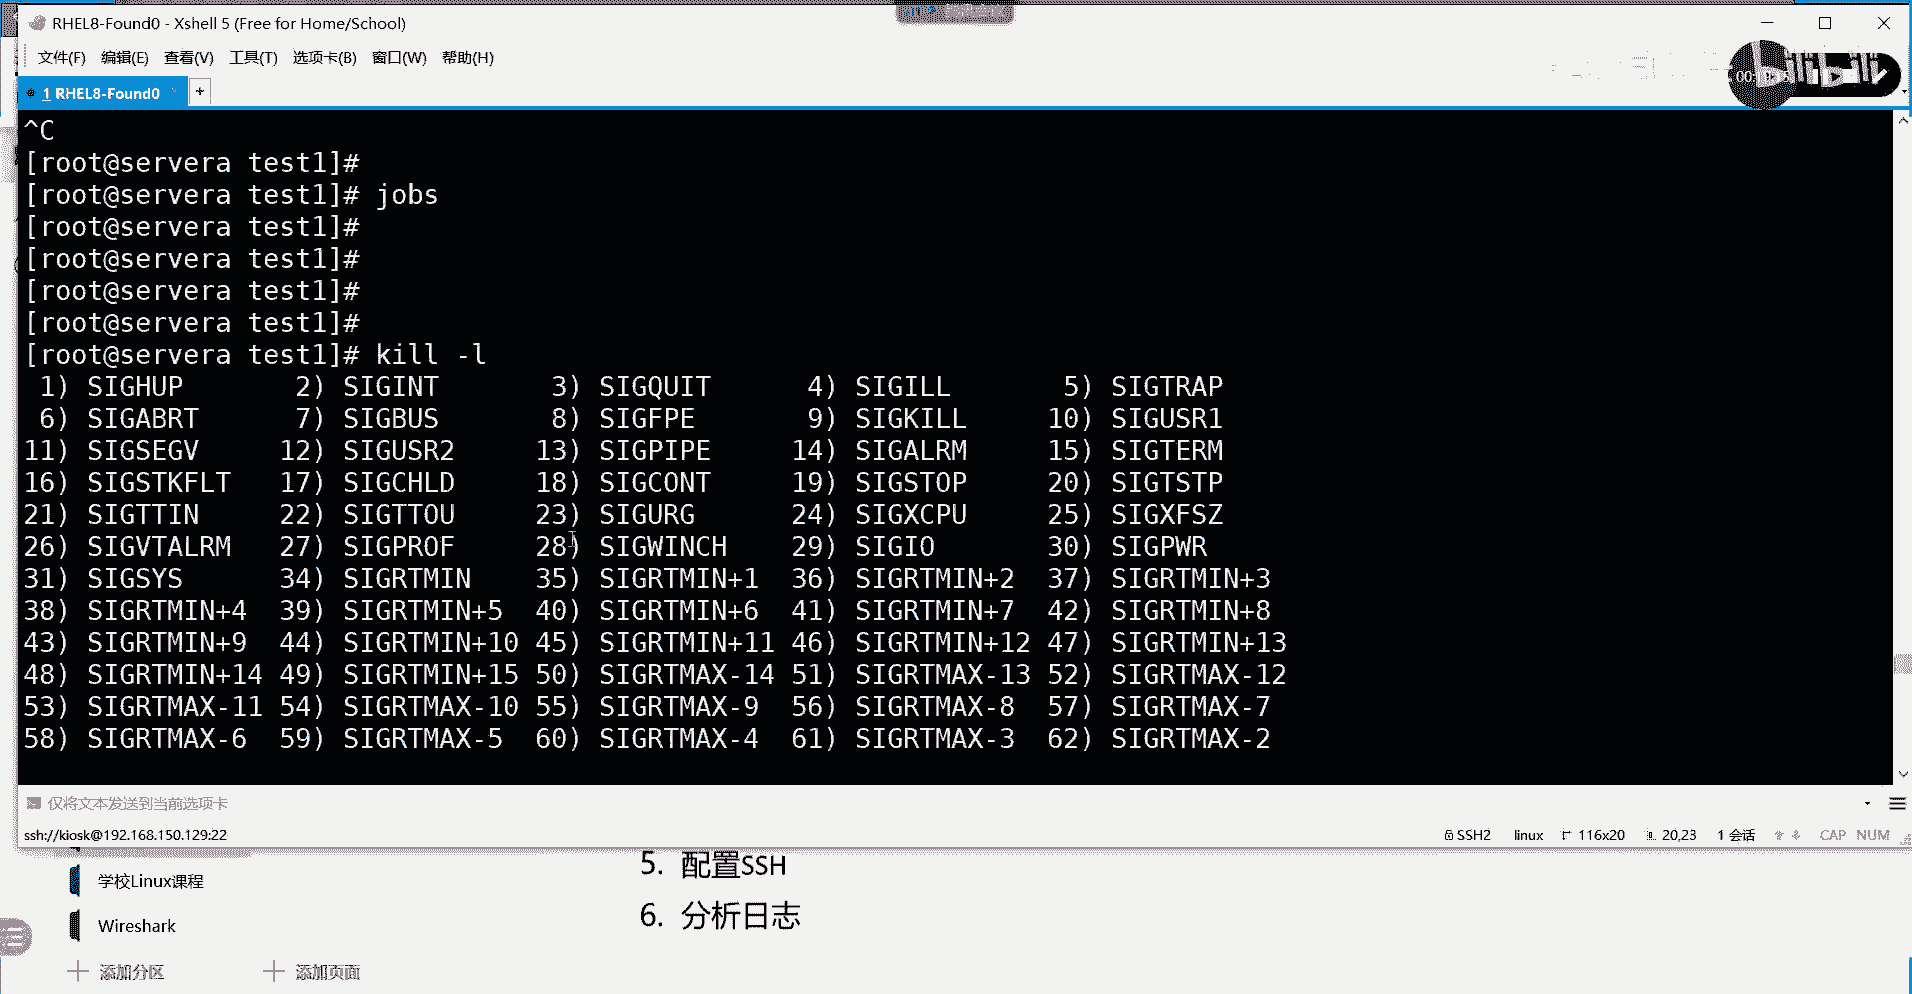 RHEL8-Found0 - Xshell 5 (Free for Home/School)
文件(F) 编辑(E) 查看(V) 工具(T) 选项卡(B) 窗口(W) 帮助(H)
bilibili
1 RHEL8-Found0 +
^C
[root@servera test1]#
[root@servera test1]# jobs
[root@servera test1]#
[root@servera test1]#
[root@servera test1]#
[root@servera test1]#
[root@servera test1]# kill -l
1) SIGHUP 2) SIGINT 3) SIGQUIT 4) SIGILL 5) SIGTRAP
6) SIGABRT 7) SIGBUS 8) SIGFPE 9) SIGKILL 10) SIGUSR1
11) SIGSEGV 12) SIGUSR2 13) SIGPIPE 14) SIGALRM 15) SIGTERM
16) SIGSTKFLT 17) SIGCHLD 18) SIGCONT 19) SIGSTOP 20) SIGTSTP
21) SIGTTIN 22) SIGTTOU 23) SIGURG 24) SIGXCPU 25) SIGXFSZ
26) SIGVTALRM 27) SIGPROF 28) SIGWINCH 29) SIGIO 30) SIGPWR
31) SIGSYS 34) SIGRTMIN 35) SIGRTMIN+1 36) SIGRTMIN+2 37) SIGRTMIN+3
38) SIGRTMIN+4 39) SIGRTMIN+5 40) SIGRTMIN+6 41) SIGRTMIN+7 42) SIGRTMIN+8
43) SIGRTMIN+9 44) SIGRTMIN+10 45) SIGRTMIN+11 46) SIGRTMIN+12 47) SIGRTMIN+13
48) SIGRTMIN+14 49) SIGRTMIN+15 50) SIGRTMAX-14 51) SIGRTMAX-13 52) SIGRTMAX-12
53) SIGRTMAX-11 54) SIGRTMAX-10 55) SIGRTMAX-9 56) SIGRTMAX-8 57) SIGRTMAX-7
58) SIGRTMAX-6 59) SIGRTMAX-5 60) SIGRTMAX-4 61) SIGRTMAX-3 62) SIGRTMAX-2
仅将文本发送到当前选项卡
ssh://kiosk@192.168.150.129:22 SSH2 linux 116x20 20,23 1 会话 CAP NUM
5. 配置SSH
学校Linux课程
6. 分析日志
Wireshark
添加分区 添加页面